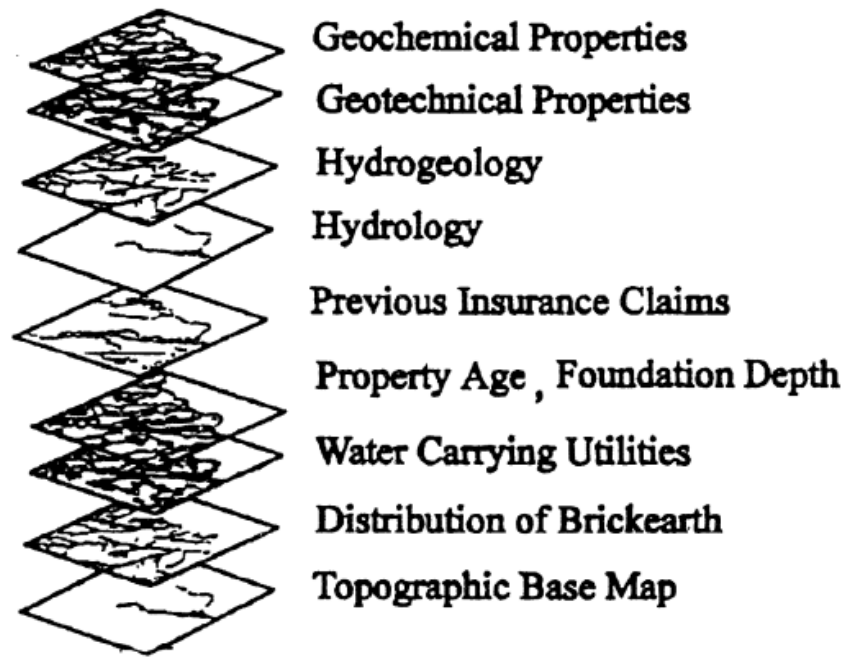 Geochemical Properties
Geotechnical Properties
Hydrogeology
Hydrology
Previous Insurance Claims
Property Age , Foundation Depth
Water Carrying Utilities
Distribution of Brickearth
Topographic Base Map